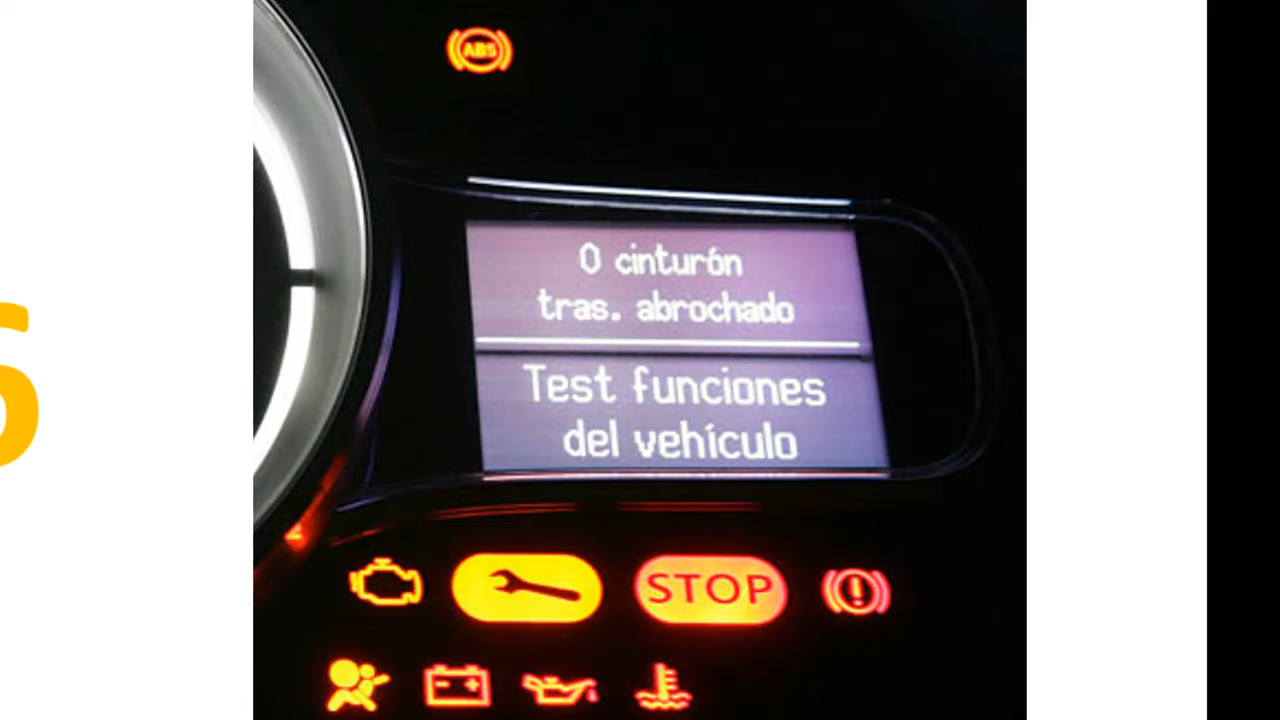 ABS
0 cinturón
tras. abrochado
Test funciones
del vehículo
STOP